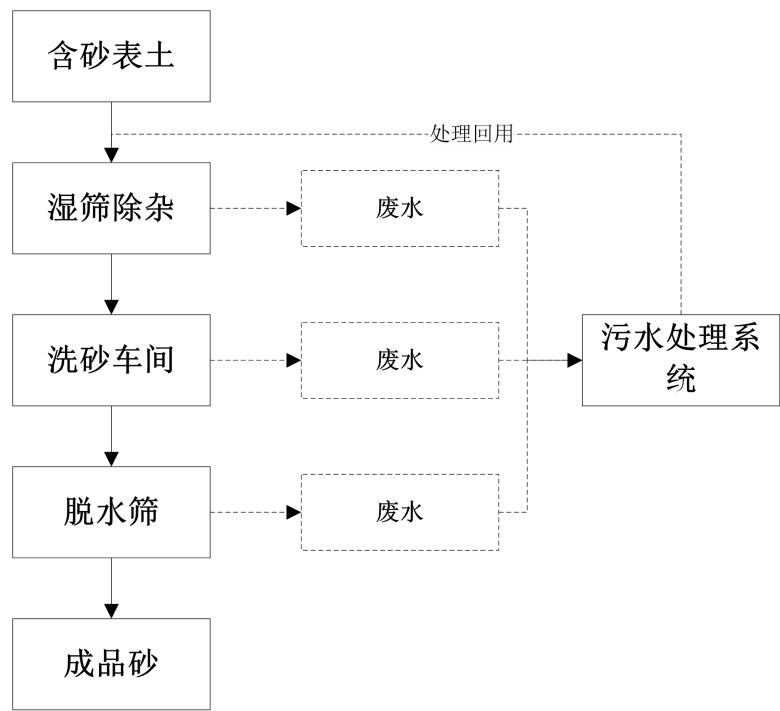 含砂表土
处理回用
湿筛除杂
废水
洗砂车间
废水
污水处理系
统
脱水筛
废水
成品砂